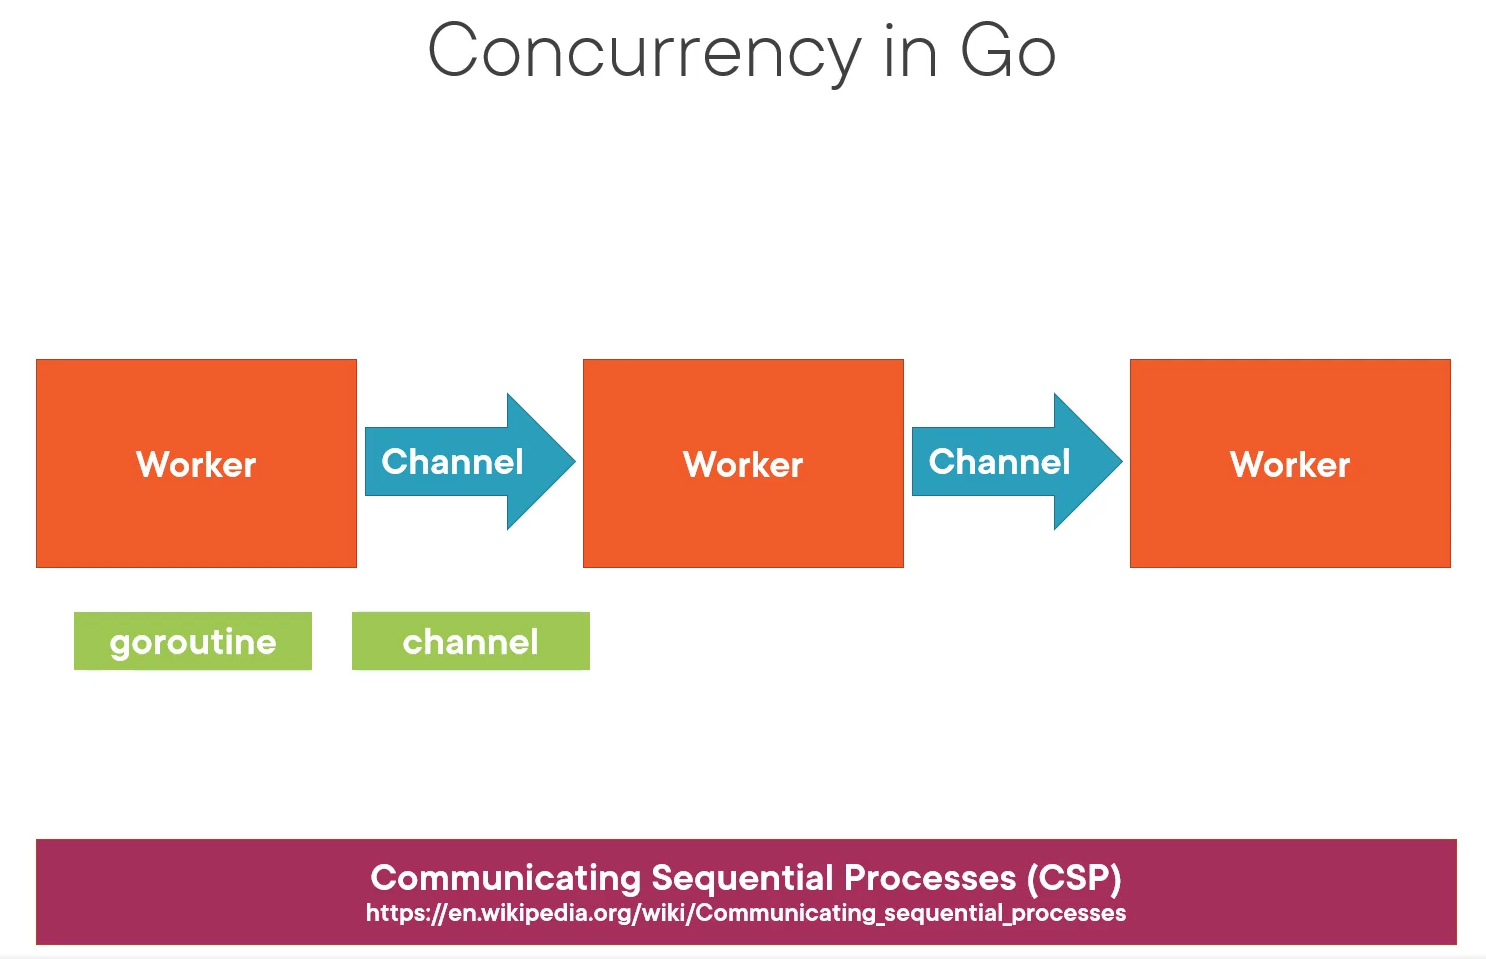 Concurrency in Go
Worker
Channel
Worker
Channel
Worker
goroutine
channel
Communicating Sequential Processes (CSP)
https://en.wikipedia.org/wiki/Communicating_sequential_processes